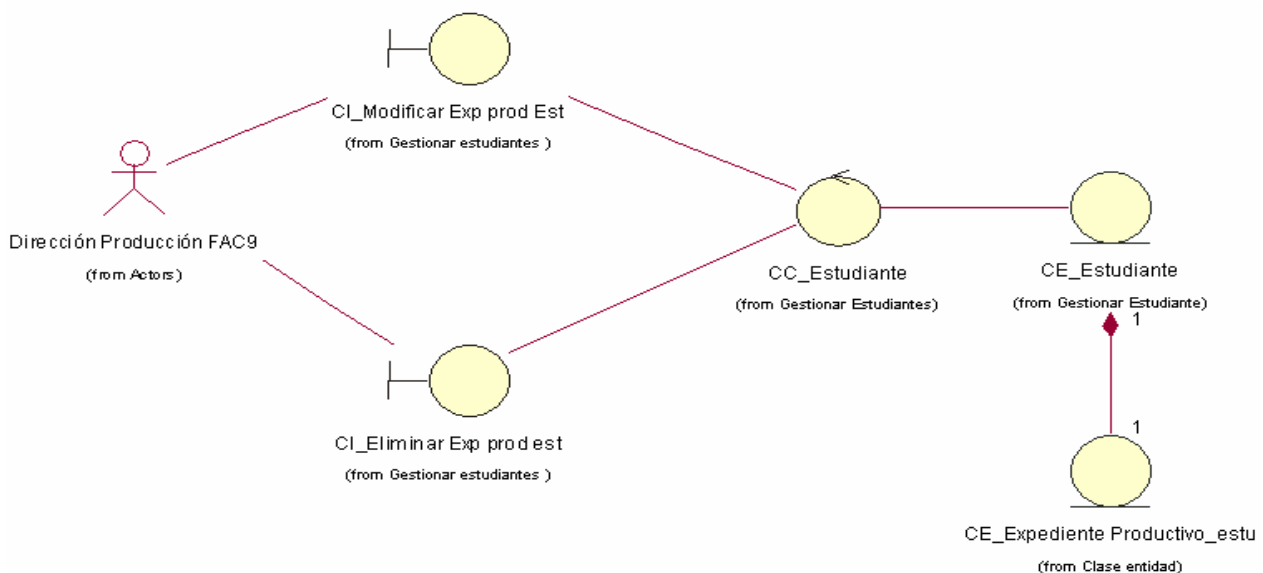 CI_Modificar Exp prod Est
(from Gestionar estudiantes )
Dirección Producción FAC9
(from Actors)
CC_Estudiante
(from Gestionar Estudiantes)
CE_Estudiante
(from Gestionar Estudiante)
1
1
CI_Eliminar Exp prod est
(from Gestionar estudiantes )
CE_Expediente Productivo_estu
(from Clase entidad)